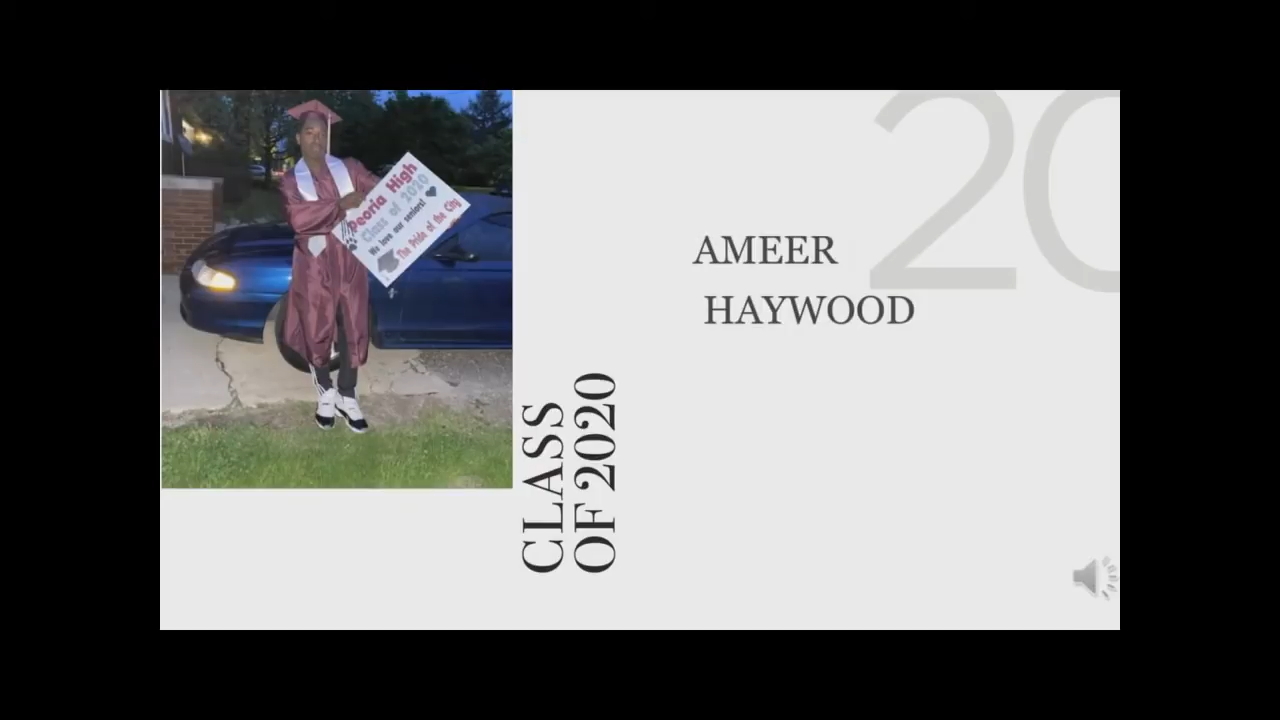 Peoria High
Class of 2020
We love our seniors!
The Pride of the City
CLASS
OF 2020
20
AMEER
HAYWOOD